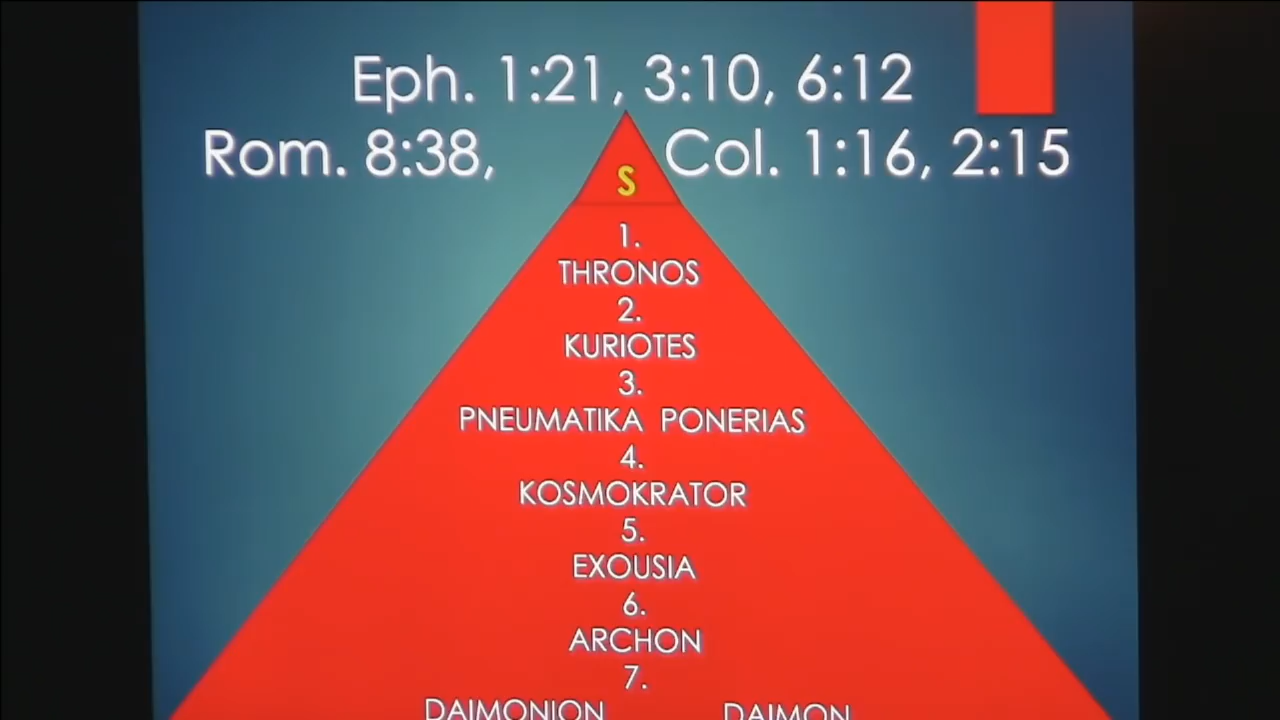 Eph. 1:21, 3:10, 6:12
Rom. 8:38, Col. 1:16, 2:15
S
1.
THRONOS
2.
KURIOTES
3.
PNEUMATIKA PONERIAS
4.
KOSMOKRATOR
5.
EXOUSIA
6.
ARCHON
7.
DAIMONION DAIMON